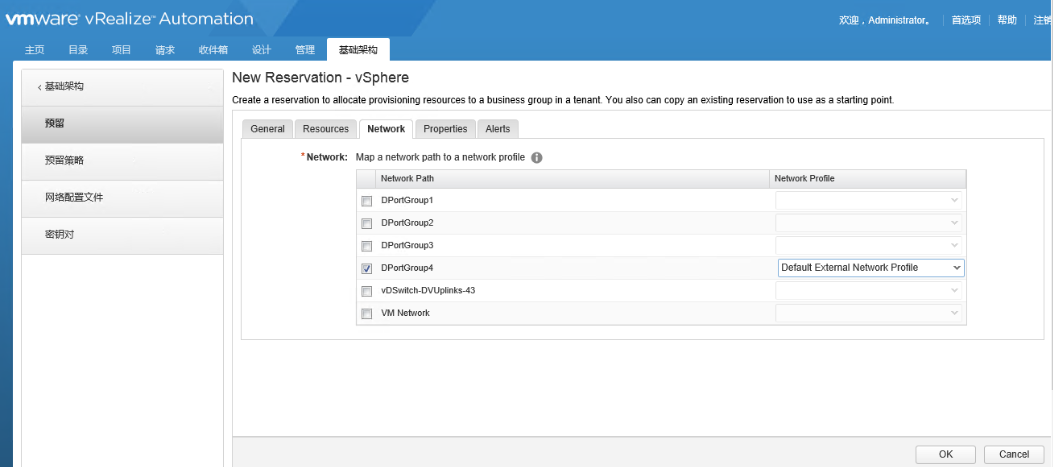 vmware vRealize Automation
欢迎，Administrator。 首选项 帮助 注销
主页 目录 项目 请求 收件箱 设计 管理 基础架构
‹ 基础架构
预留
预留策略
网络配置文件
密钥对
New Reservation - vSphere
Create a reservation to allocate provisioning resources to a business group in a tenant. You also can copy an existing reservation to use as a starting point.
General Resources Network Properties Alerts
* Network: Map a network path to a network profile
Network Path Network Profile
DPortGroup1
DPortGroup2
DPortGroup3
DPortGroup4 Default External Network Profile
vDSwitch-DVUplinks-43
VM Network
OK Cancel